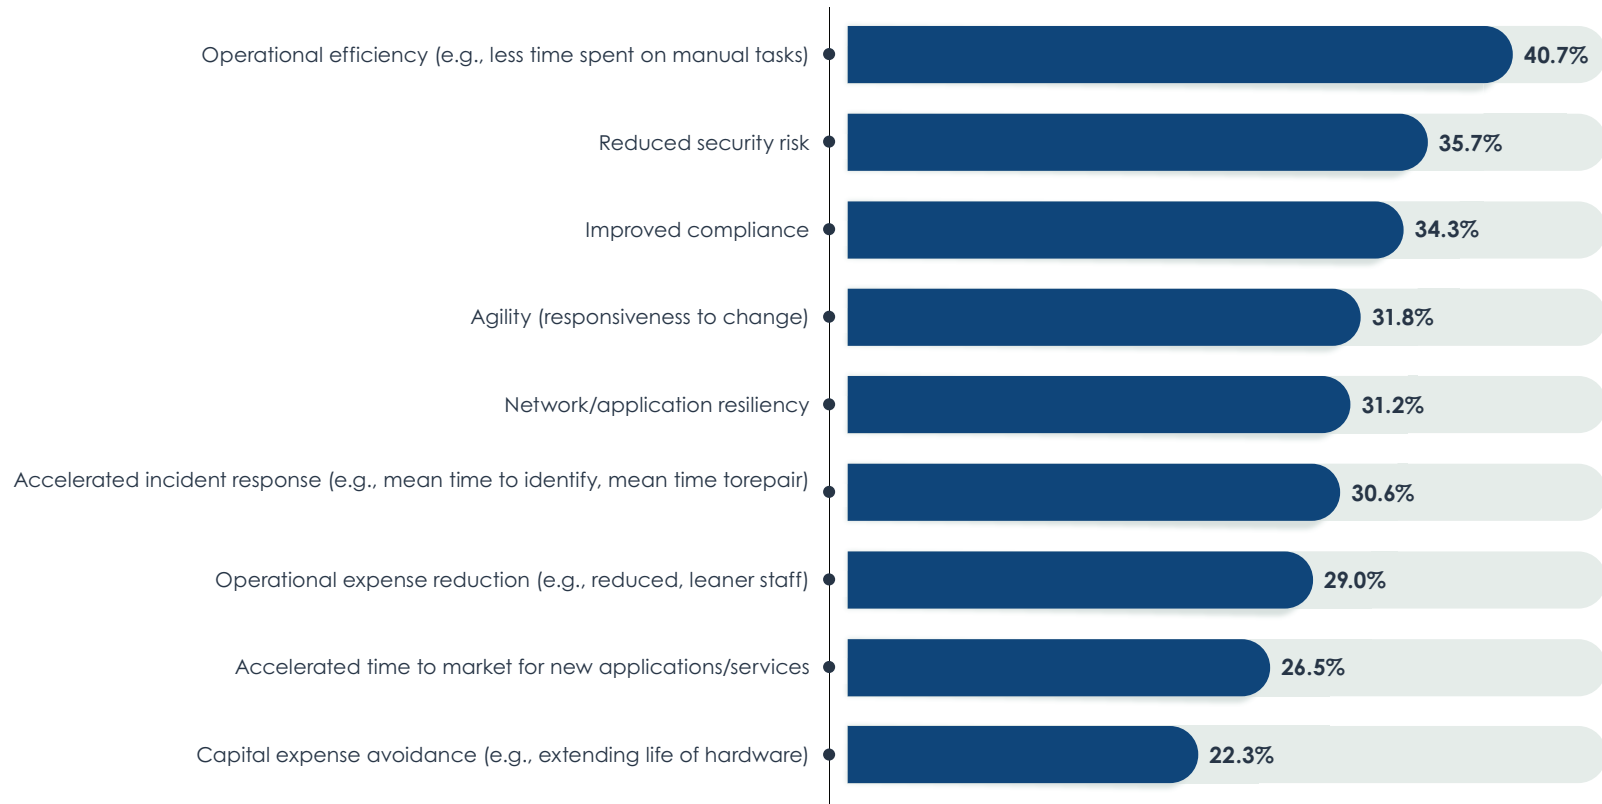 Operational efficiency (e.g., less time spent on manual tasks) 40.7%
Reduced security risk 35.7%
Improved compliance 34.3%
Agility (responsiveness to change) 31.8%
Network/application resiliency 31.2%
Accelerated incident response (e.g., mean time to identify, mean time torepair) 30.6%
Operational expense reduction (e.g., reduced, leaner staff) 29.0%
Accelerated time to market for new applications/services 26.5%
Capital expense avoidance (e.g., extending life of hardware) 22.3%